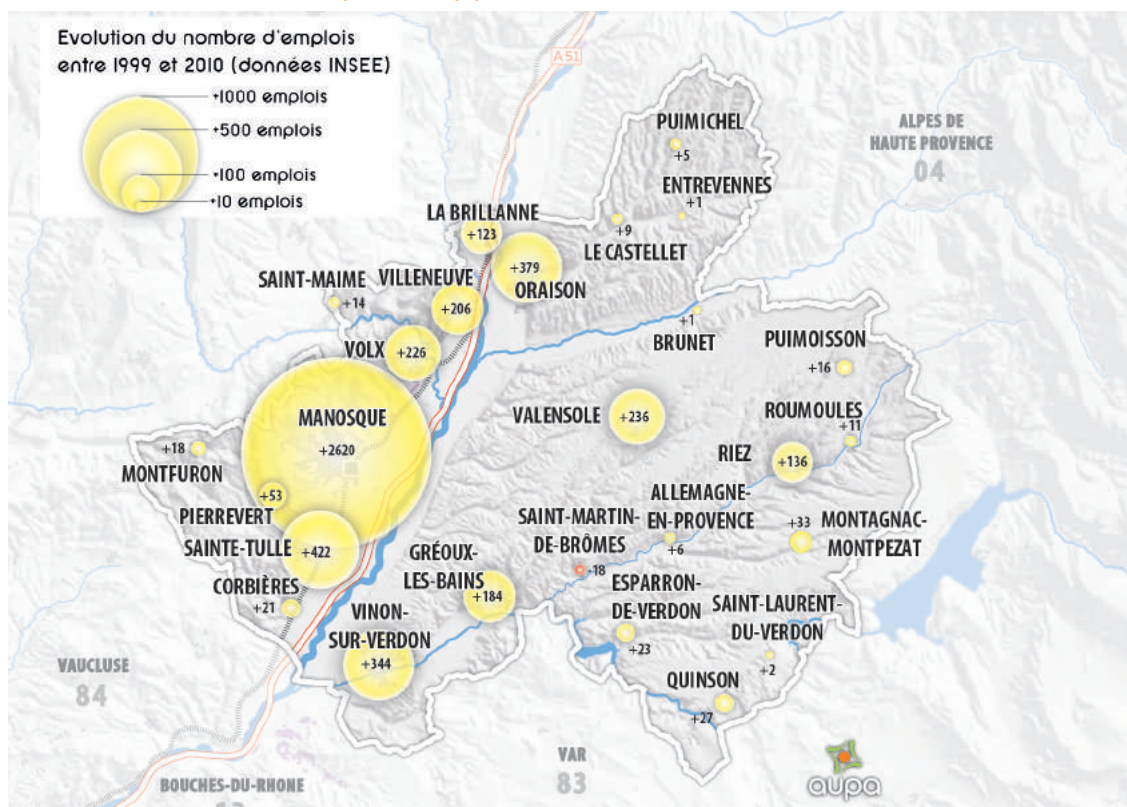 Evolution du nombre d'emplois
entre 1999 et 2010 (données INSEE)
+1000 emplois
+500 emplois
+100 emplois
+10 emplois
A 51
ALPES DE
HAUTE PROVENCE
04
PUIMICHEL
+5
ENTREVENNES
+1
LA BRILLANNE
+123
+9
LE CASTELLET
+379
ORAISON
SAINT-MAIME
+14
VILLENEUVE
+206
+1
BRUNET
VOLX
+226
PUIMOISSON
+16
MANOSQUE
+2620
VALENSOLE
+236
ROUMOULES
+11
RIEZ
+136
+18
MONTFURON
+53
PIERREVERT
SAINTE-TULLE
+422
ALLEMAGNE-
EN-PROVENCE
+6
SAINT-MARTIN-
DE-BRÔMES
-18
+33
MONTAGNAC-
MONTPEZAT
GRÉOUX-
LES-BAINS
+184
CORBIÈRES
+21
ESPARRON-
DE-VERDON
+23
SAINT-LAURENT-
DU-VERDON
+2
VINON-
SUR-VERDON
+344
QUINSON
+27
VAUCLUSE
84
VAR
83
BOUCHES-DU-RHONE
aupa